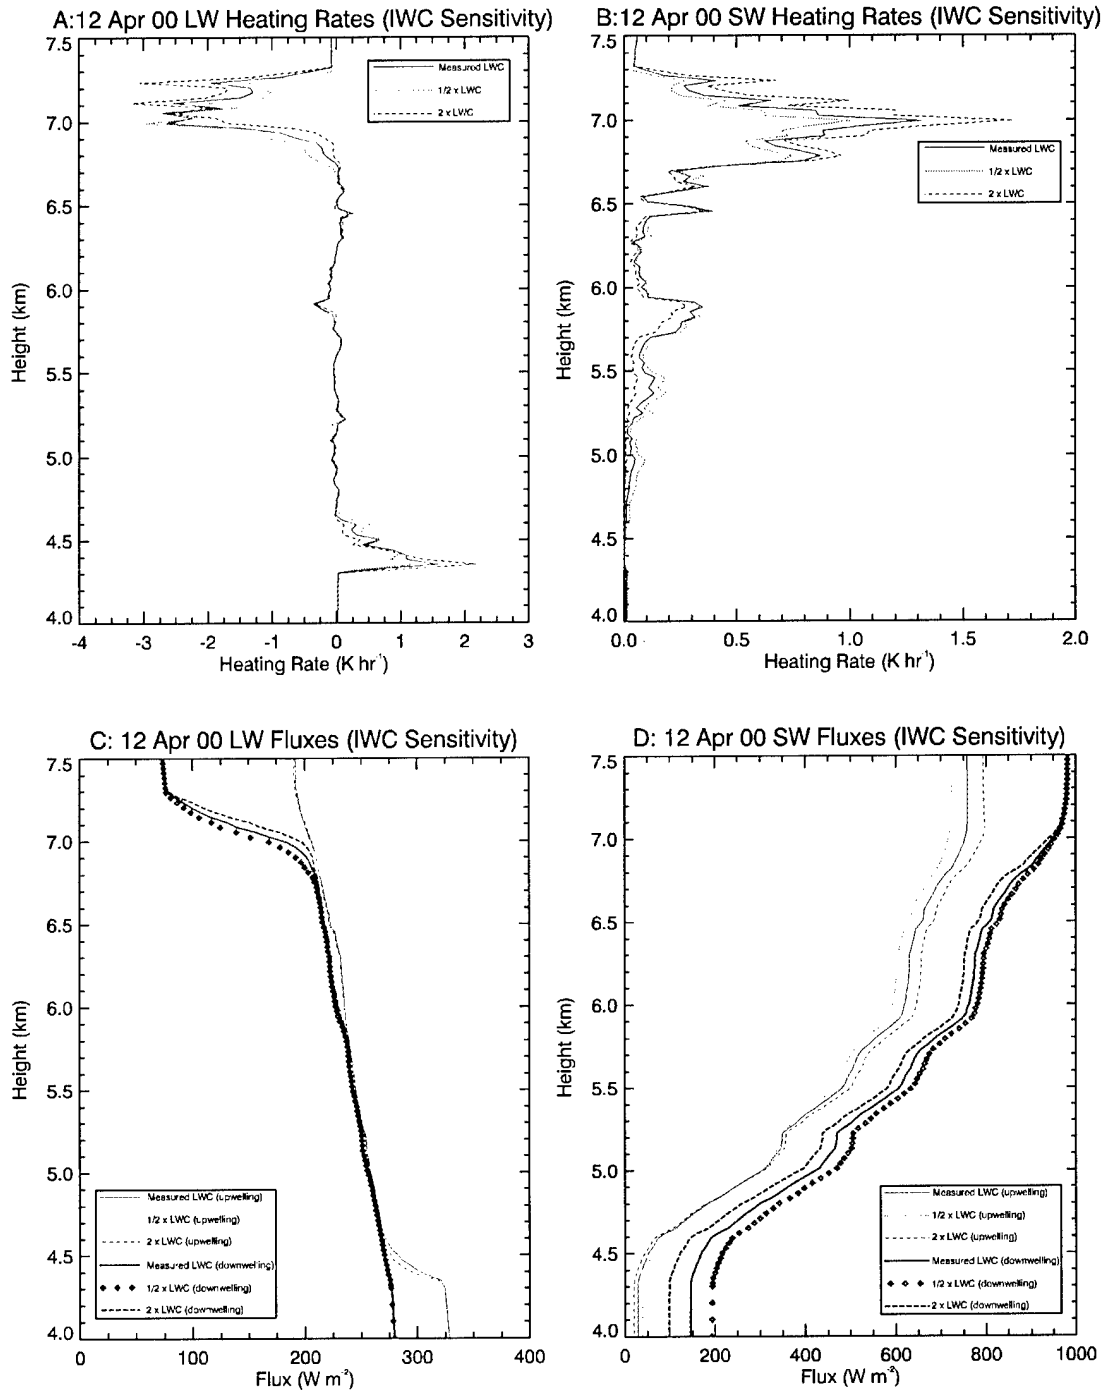 A:12 Apr 00 LW Heating Rates (IWC Sensitivity)
7.5
7.0
6.5
6.0
5.5
5.0
4.5
4.0
Height (km)
Measured LWC
1/2 x LWC
2 x LWC
-4 -3 -2 -1 0 1 2 3
Heating Rate (K hr⁻¹)
B:12 Apr 00 SW Heating Rates (IWC Sensitivity)
7.5
7.0
6.5
6.0
5.5
5.0
4.5
4.0
Height (km)
Measured LWC
1/2 x LWC
2 x LWC
0.0 0.5 1.0 1.5 2.0
Heating Rate (K hr⁻¹)
C: 12 Apr 00 LW Fluxes (IWC Sensitivity)
7.5
7.0
6.5
6.0
5.5
5.0
4.5
4.0
Height (km)
Measured LWC (upwelling)
1/2 x LWC (upwelling)
2 x LWC (upwelling)
Measured LWC (downwelling)
1/2 x LWC (downwelling)
2 x LWC (downwelling)
0 100 200 300 400
Flux (W m⁻²)
D: 12 Apr 00 SW Fluxes (IWC Sensitivity)
7.5
7.0
6.5
6.0
5.5
5.0
4.5
4.0
Height (km)
Measured LWC (upwelling)
1/2 x LWC (upwelling)
2 x LWC (upwelling)
Measured LWC (downwelling)
1/2 x LWC (downwelling)
2 x LWC (downwelling)
0 200 400 600 800 1000
Flux (W m⁻²)